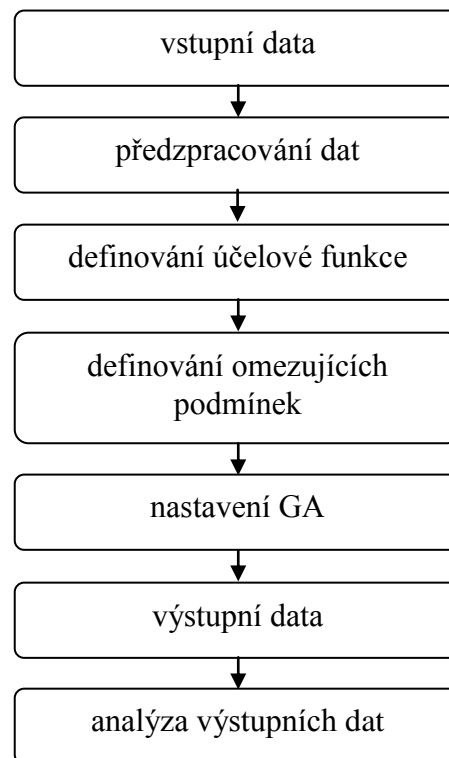 vstupní data
předzpracování dat
definování účelové funkce
definování omezujících
podmínek
nastavení GA
výstupní data
analýza výstupních dat